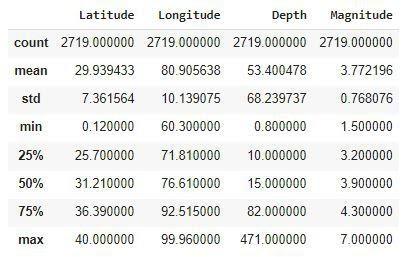 Latitude Longitude Depth Magnitude
count 2719.000000 2719.000000 2719.000000 2719.000000
mean 29.939433 80.905638 53.400478 3.772196
std 7.361564 10.139075 68.239737 0.768076
min 0.120000 60.300000 0.800000 1.500000
25% 25.700000 71.810000 10.000000 3.200000
50% 31.210000 76.610000 15.000000 3.900000
75% 36.390000 92.515000 82.000000 4.300000
max 40.000000 99.960000 471.000000 7.000000